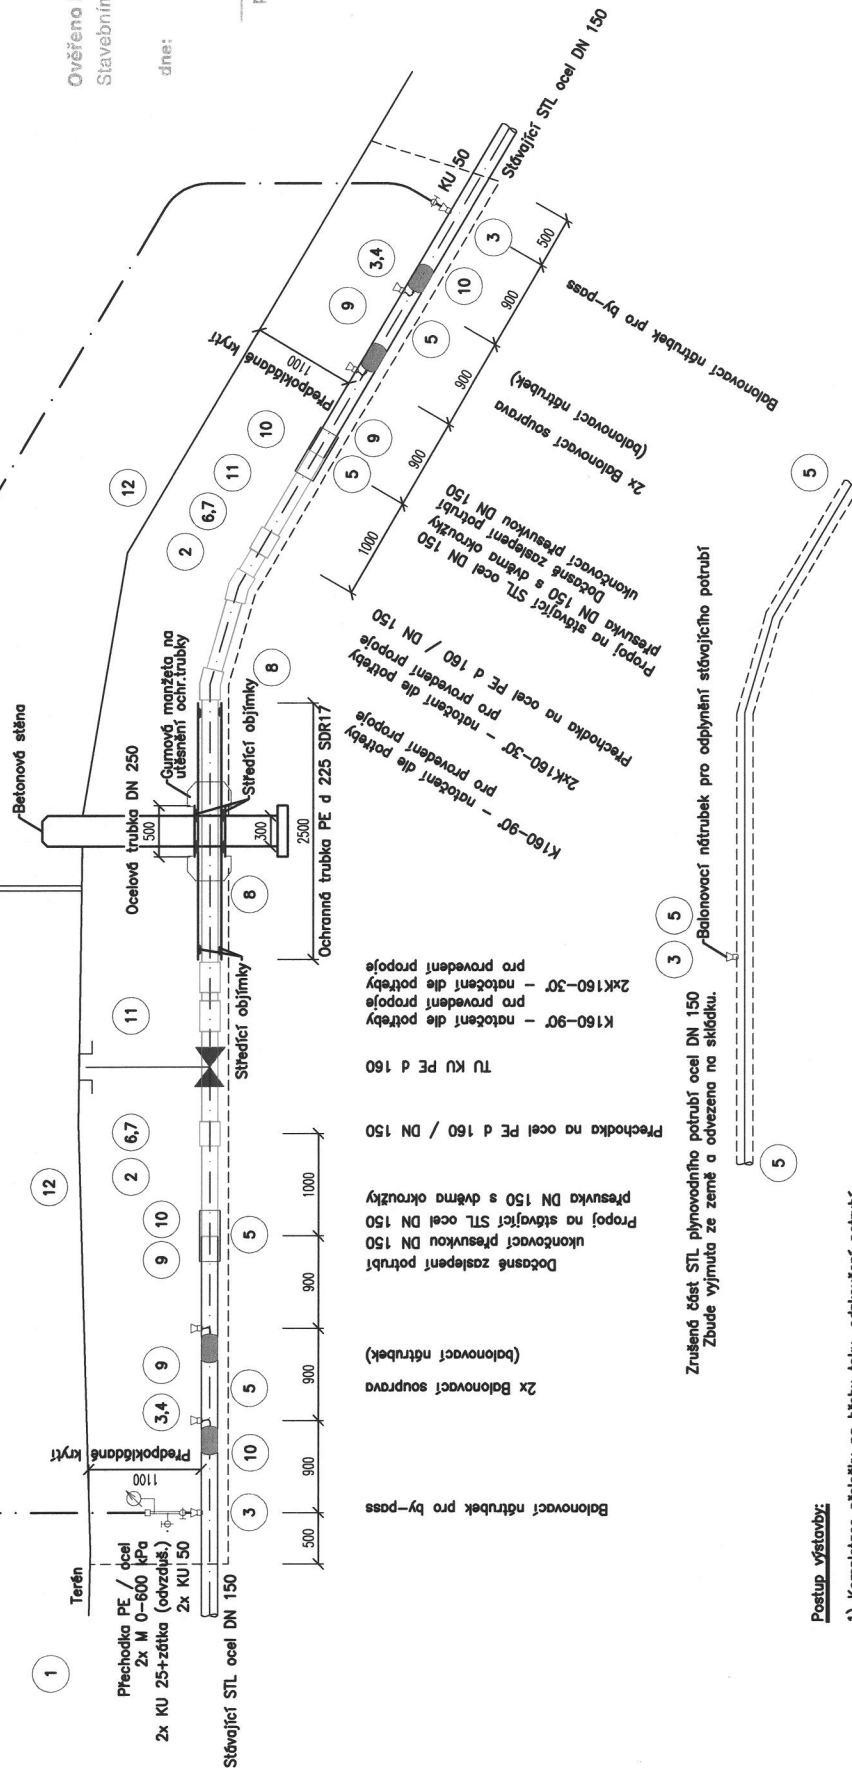 Ověřeno
Stavebním
dne:
1
Terén
Přechodka PE / ocel
2x M 0-600 kPa
2x KU 25+zátka (odvzduš.)
2x KU 50
Stávající STL ocel DN 150
1100
Předpokládané krytí
12
2
6,7
11
3
3,4
9
10
5
9
10
5
500
900
900
900
1000
Balonovací nátrubek pro by-pass
2x Balonovací souprava
(balonovací nátrubek)
Dočasné zaslepení potrubí
ukončovací přesuvkou DN 150
Propoj na stávající STL ocel DN 150
přesuvka DN 150 s dvěma okroužky
Přechodka na ocel PE d 160 / DN 150
TU KU PE d 160
K160-90° - natočení dle potřeby
pro provedení propoje
2xK160-30° - natočení dle potřeby
pro provedení propoje
Betonová stěna
Ocelová trubka DN 250
500
300
Gumová manžeta na
utěsnění ochr.trubky
Středící objímky
Středící objímky
8
8
2500
Ochranná trubka PE d 225 SDR17
12
2
6,7
11
10
9
3,4
5
9
5
10
3
Předpokládané krytí
1100
KU 50
Stávající STL ocel DN 150
1000
900
900
900
500
K160-90° - natočení dle potřeby
pro provedení propoje
2xK160-30° - natočení dle potřeby
pro provedení propoje
Přechodka na ocel PE d 160 / DN 150
Propoj na stávající STL ocel DN 150
přesuvka DN 150 s dvěma okroužky
Dočasné zaslepení potrubí
ukončovací přesuvkou DN 150
2x Balonovací souprava
(balonovací nátrubek)
Balonovací nátrubek pro by-pass
Zrušená část STL plynovodního potrubí ocel DN 150
Zbude vyjmuta ze země a odvezena na skládku.
3
5
Balonovací nátrubek pro odplynění stávajícího potrubí
5
5
Postup výstavby: